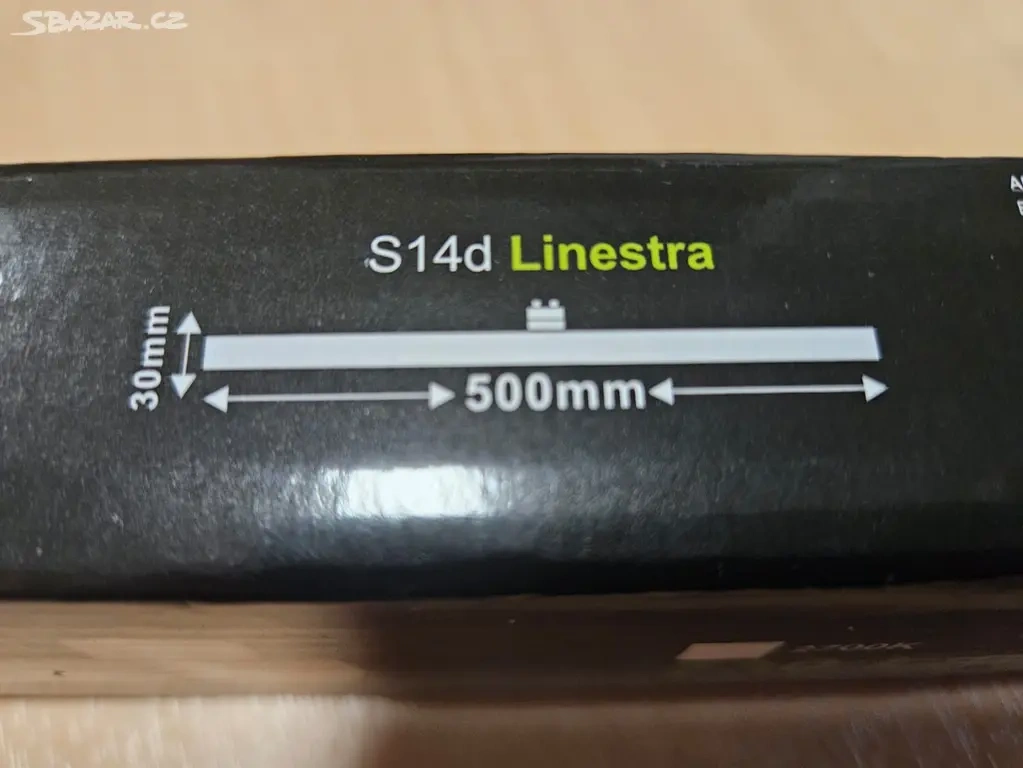 SBAZAR.CZ
S14d Linestra
30mm
500mm